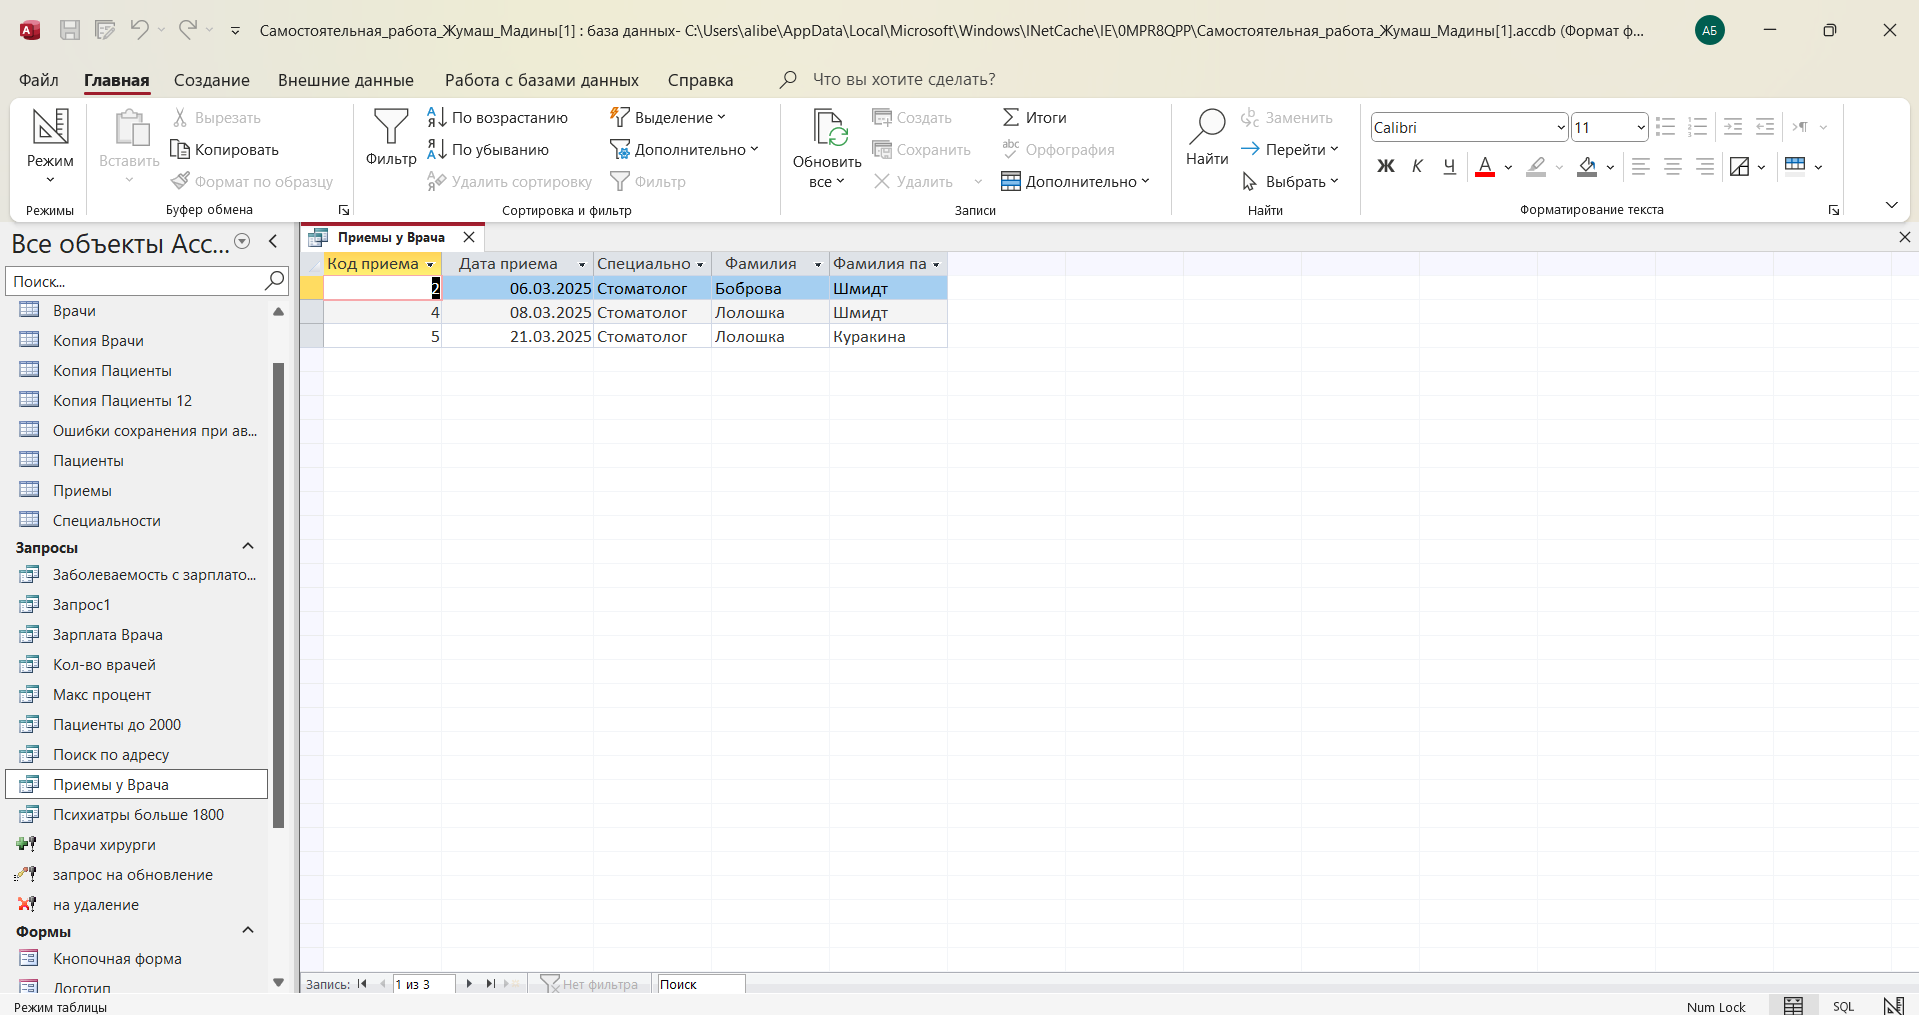 Самостоятельная_работа_Жумаш_Мадины[1] : база данных- C:\Users\alibe\AppData\Local\Microsoft\Windows\INetCache\IE\0MPR8QPP\Самостоятельная_работа_Жумаш_Мадины[1].accdb (Формат ф...
АБ
Файл Главная Создание Внешние данные Работа с базами данных Справка Что вы хотите сделать?
Режим
Режимы
Вставить
Вырезать
Копировать
Формат по образцу
Буфер обмена
Фильтр
По возрастанию
По убыванию
Удалить сортировку
Выделение
Дополнительно
Фильтр
Сортировка и фильтр
Обновить
все
Создать
Сохранить
Удалить
Итоги
Орфография
Дополнительно
Записи
Найти
Заменить
Перейти
Выбрать
Найти
Calibri 11
Ж К Ч
Форматирование текста
Все объекты Acc...
Поиск...
Врачи
Копия Врачи
Копия Пациенты
Копия Пациенты 12
Ошибки сохранения при ав...
Пациенты
Приемы
Специальности
Запросы
Заболеваемость с зарплато...
Запрос1
Зарплата Врача
Кол-во врачей
Макс процент
Пациенты до 2000
Поиск по адресу
Приемы у Врача
Психиатры больше 1800
Врачи хирурги
запрос на обновление
на удаление
Формы
Кнопочная форма
Логотип
Приемы у Врача
Код приема Дата приема Специально Фамилия Фамилия па
2 06.03.2025 Стоматолог Боброва Шмидт
4 08.03.2025 Стоматолог Лолошка Шмидт
5 21.03.2025 Стоматолог Лолошка Куракина
Запись: 1 из 3 Нет фильтра Поиск
Режим таблицы Num Lock SQL